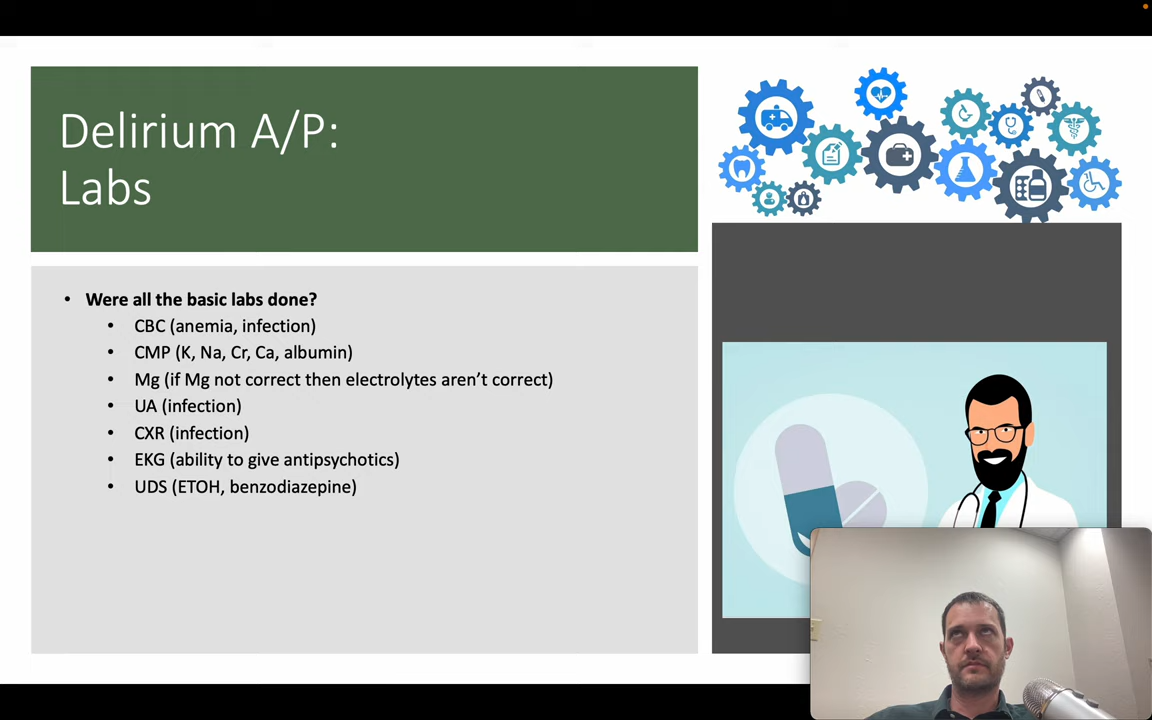 Delirium A/P:
Labs
• Were all the basic labs done?
• CBC (anemia, infection)
• CMP (K, Na, Cr, Ca, albumin)
• Mg (if Mg not correct then electrolytes aren’t correct)
• UA (infection)
• CXR (infection)
• EKG (ability to give antipsychotics)
• UDS (ETOH, benzodiazepine)